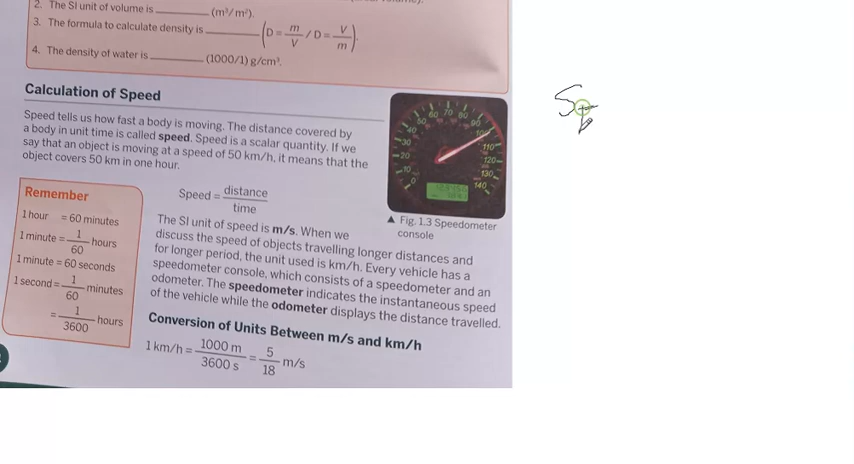 2. The SI unit of volume is ________ (m³/m²).
3. The formula to calculate density is ________ (D = m/V / D = V/m).
4. The density of water is ________ (1000/1) g/cm³.
Calculation of Speed
Speed tells us how fast a body is moving. The distance covered by
a body in unit time is called speed. Speed is a scalar quantity. If we
say that an object is moving at a speed of 50 km/h, it means that the
object covers 50 km in one hour.
Speed = distance/time
▲ Fig. 1.3 Speedometer
console
Remember
1 hour = 60 minutes
1 minute = 1/60 hours
1 minute = 60 seconds
1 second = 1/60 minutes
= 1/3600 hours
The SI unit of speed is m/s. When we
discuss the speed of objects travelling longer distances and
for longer period, the unit used is km/h. Every vehicle has a
speedometer console, which consists of a speedometer and an
odometer. The speedometer indicates the instantaneous speed
of the vehicle while the odometer displays the distance travelled.
Conversion of Units Between m/s and km/h
1 km/h = 1000 m/3600 s = 5/18 m/s